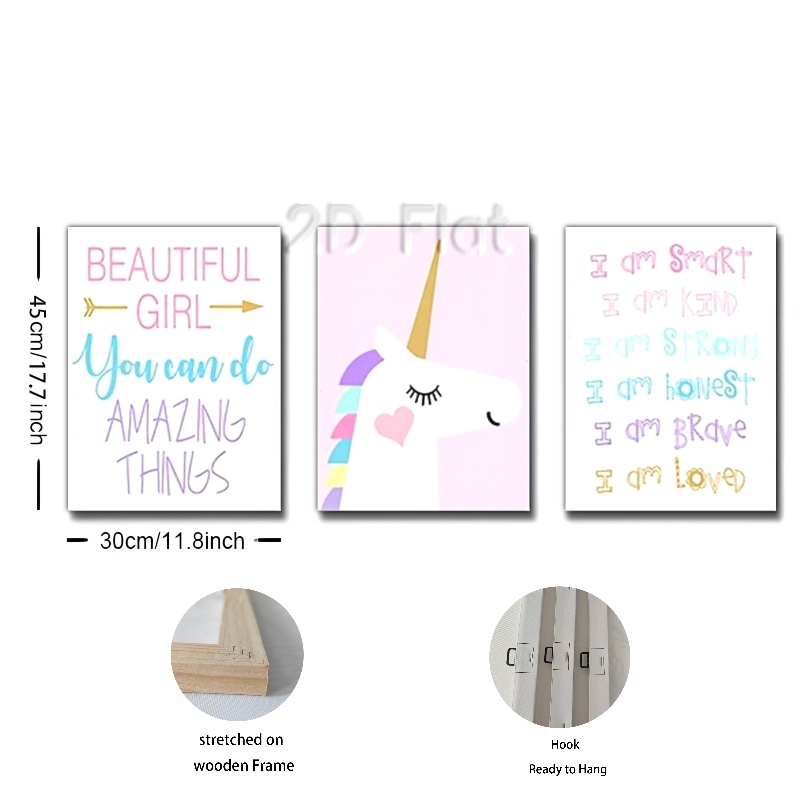 2D Flat
45cm/17.7inch
BEAUTIFUL
GIRL
You can do
AMAZING
THINGS
I am SmaRT
I am KIND
I am STRONG
I am honEST
I am BRave
I am LOVED
30cm/11.8inch
stretched on
wooden Frame
Hook
Ready to Hang